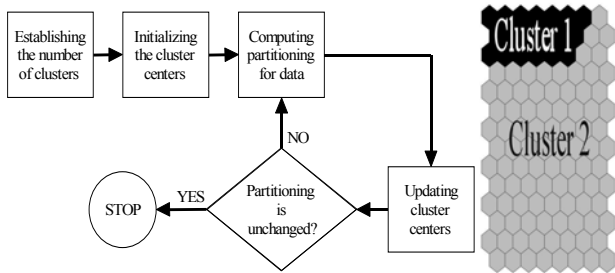 Establishing
the number
of clusters
Initializing
the cluster
centers
Computing
partitioning
for data
NO
YES
STOP
Partitioning
is
unchanged?
Updating
cluster
centers
Cluster 1
Cluster 2